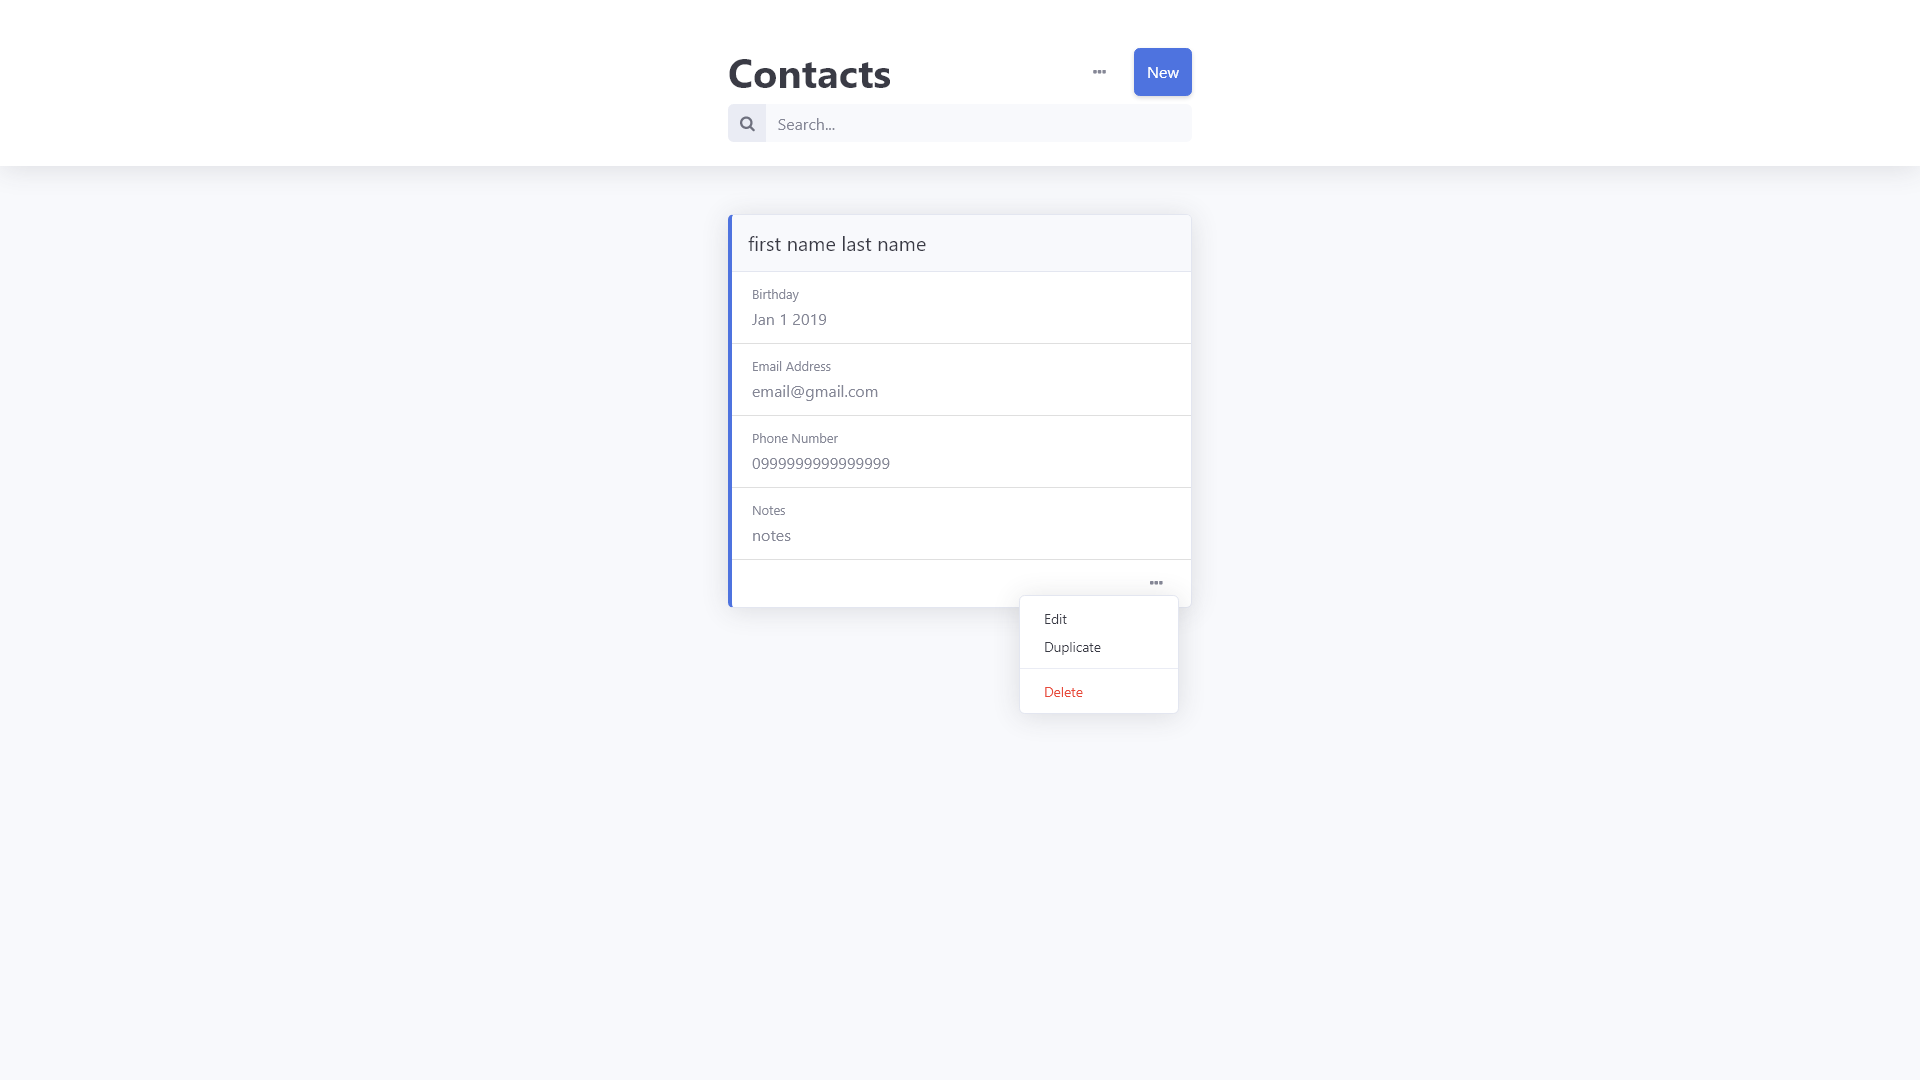 Contacts
New
Search...
first name last name
Birthday
Jan 1 2019
Email Address
email@gmail.com
Phone Number
0999999999999999
Notes
notes
Edit
Duplicate
Delete